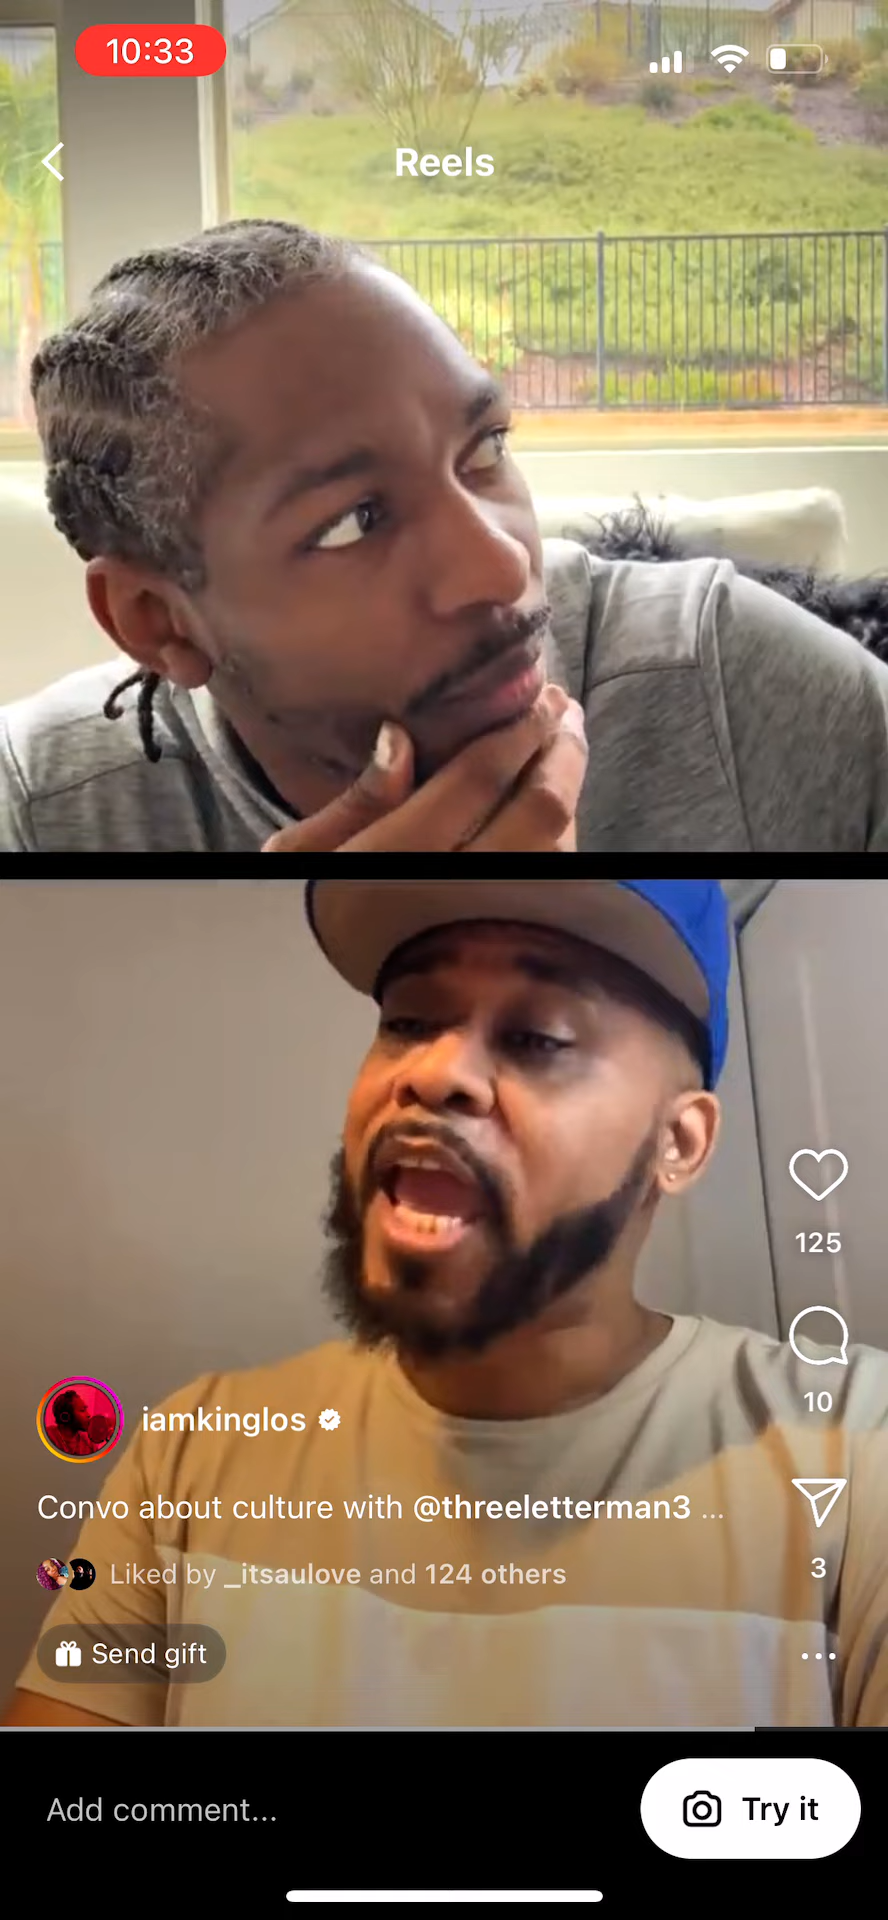 10:33
Reels
125
10
iamkinglos
Convo about culture with @threeletterman3 ...
3
Liked by _itsaulove and 124 others
Send gift
Add comment...
Try it